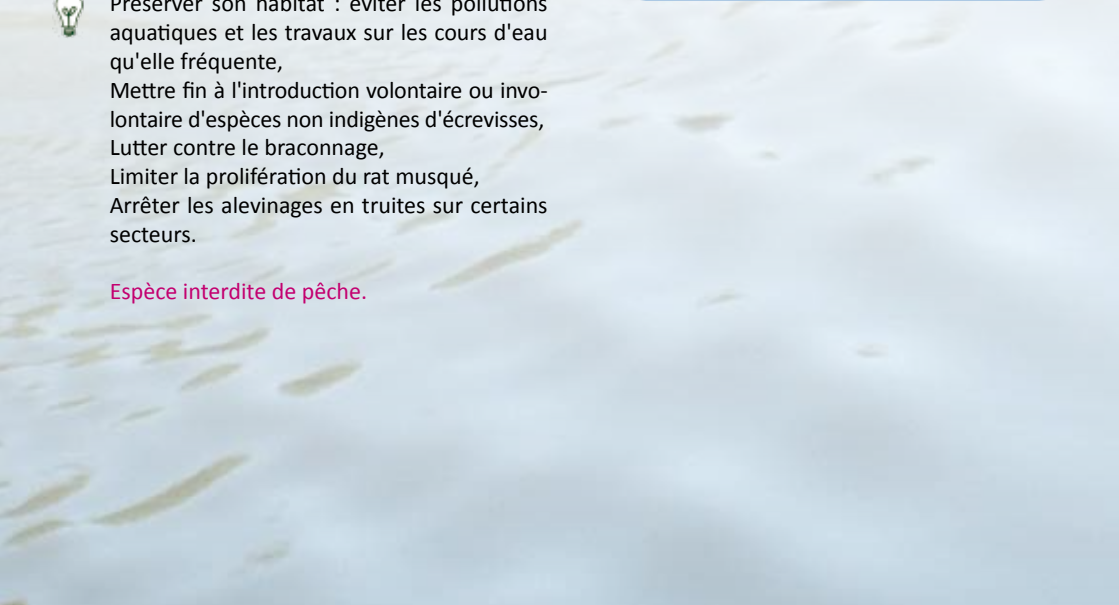 Préserver son habitat : éviter les pollutions
aquatiques et les travaux sur les cours d'eau
qu'elle fréquente,
Mettre fin à l'introduction volontaire ou invo-
lontaire d'espèces non indigènes d'écrevisses,
Lutter contre le braconnage,
Limiter la prolifération du rat musqué,
Arrêter les alevinages en truites sur certains
secteurs.
Espèce interdite de pêche.